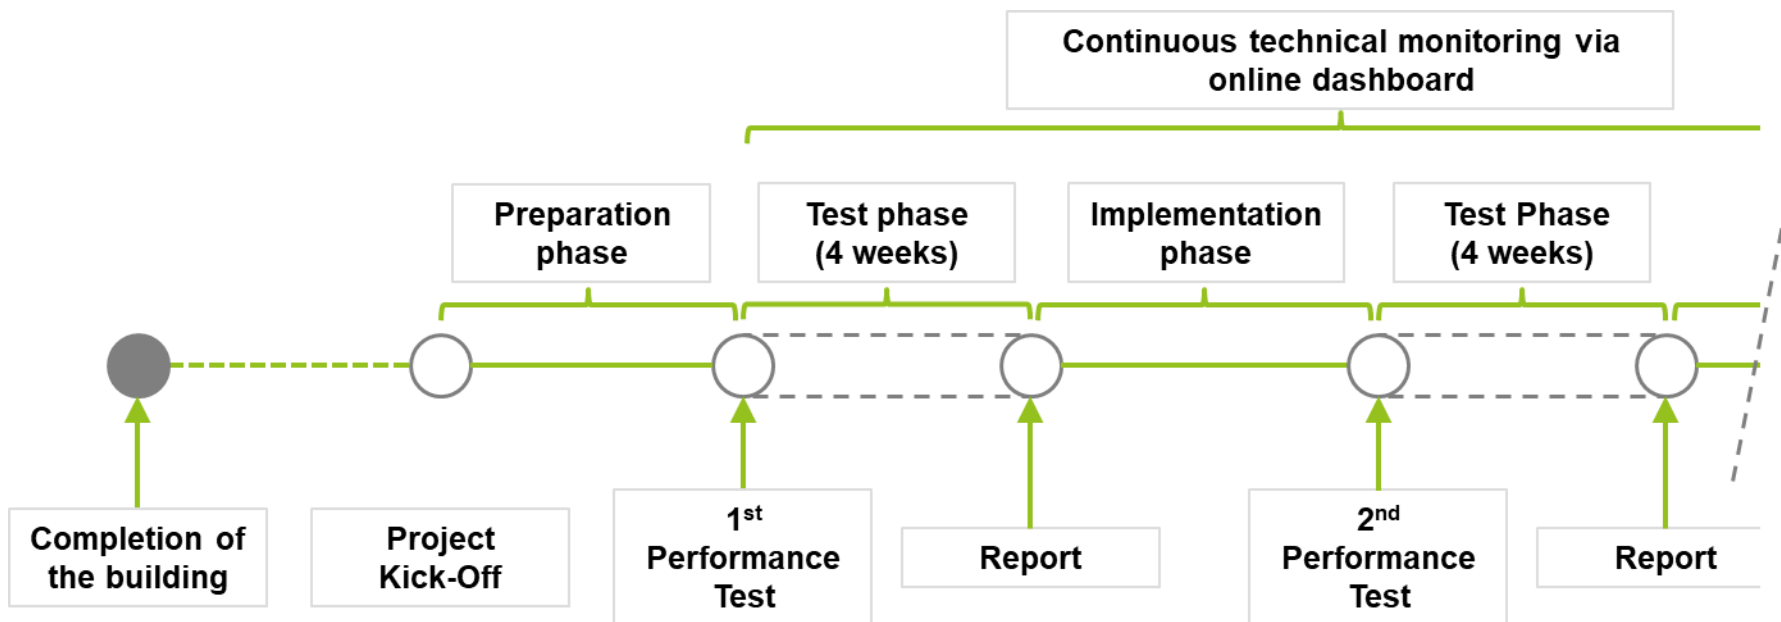 Continuous technical monitoring via
online dashboard
Preparation
phase
Test phase
(4 weeks)
Implementation
phase
Test Phase
(4 weeks)
Completion of
the building
Project
Kick-Off
1st
Performance
Test
Report
2nd
Performance
Test
Report